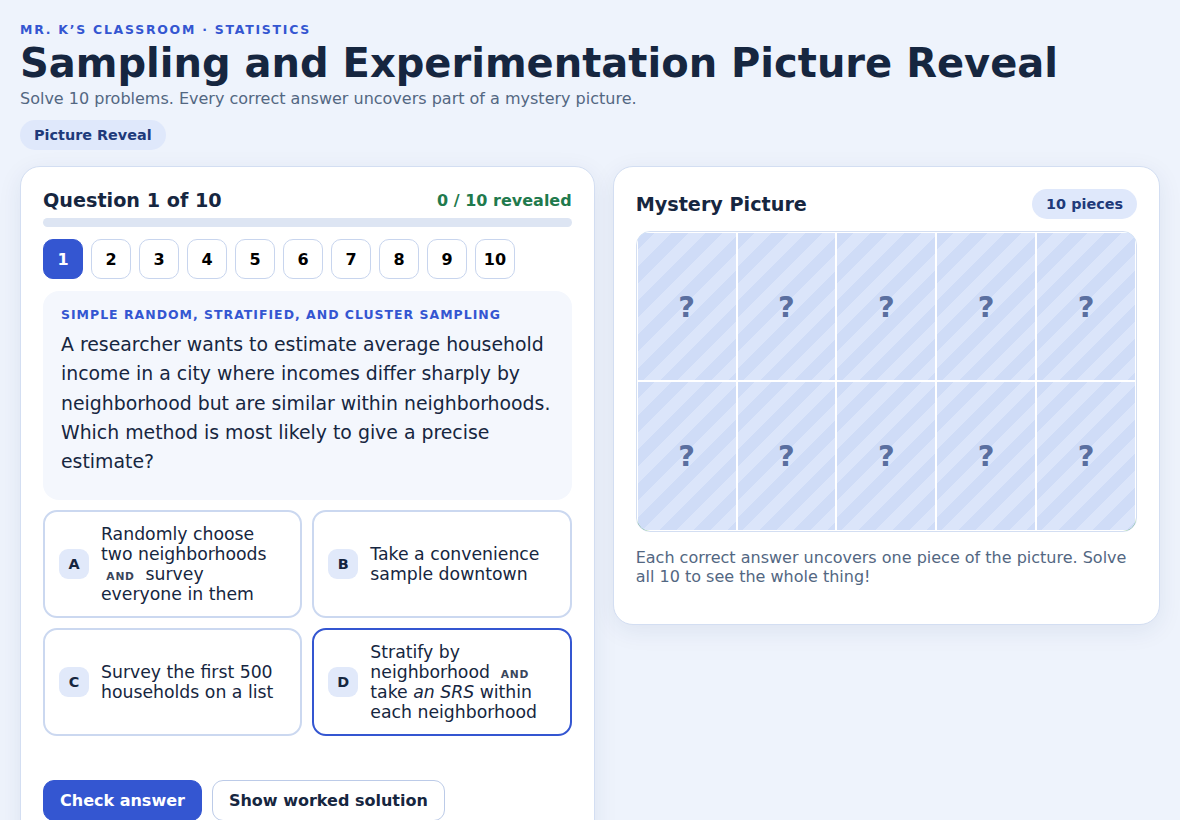 MR. K’S CLASSROOM · STATISTICS
Sampling and Experimentation Picture Reveal
Solve 10 problems. Every correct answer uncovers part of a mystery picture.
Picture Reveal
Question 1 of 10
0 / 10 revealed
1 2 3 4 5 6 7 8 9 10
SIMPLE RANDOM, STRATIFIED, AND CLUSTER SAMPLING
A researcher wants to estimate average household
income in a city where incomes differ sharply by
neighborhood but are similar within neighborhoods.
Which method is most likely to give a precise
estimate?
A
Randomly choose
two neighborhoods
AND survey
everyone in them
B
Take a convenience
sample downtown
C
Survey the first 500
households on a list
D
Stratify by
neighborhood AND
take an SRS within
each neighborhood
Check answer
Show worked solution
Mystery Picture
10 pieces
? ? ? ? ?
? ? ? ? ?
Each correct answer uncovers one piece of the picture. Solve
all 10 to see the whole thing!